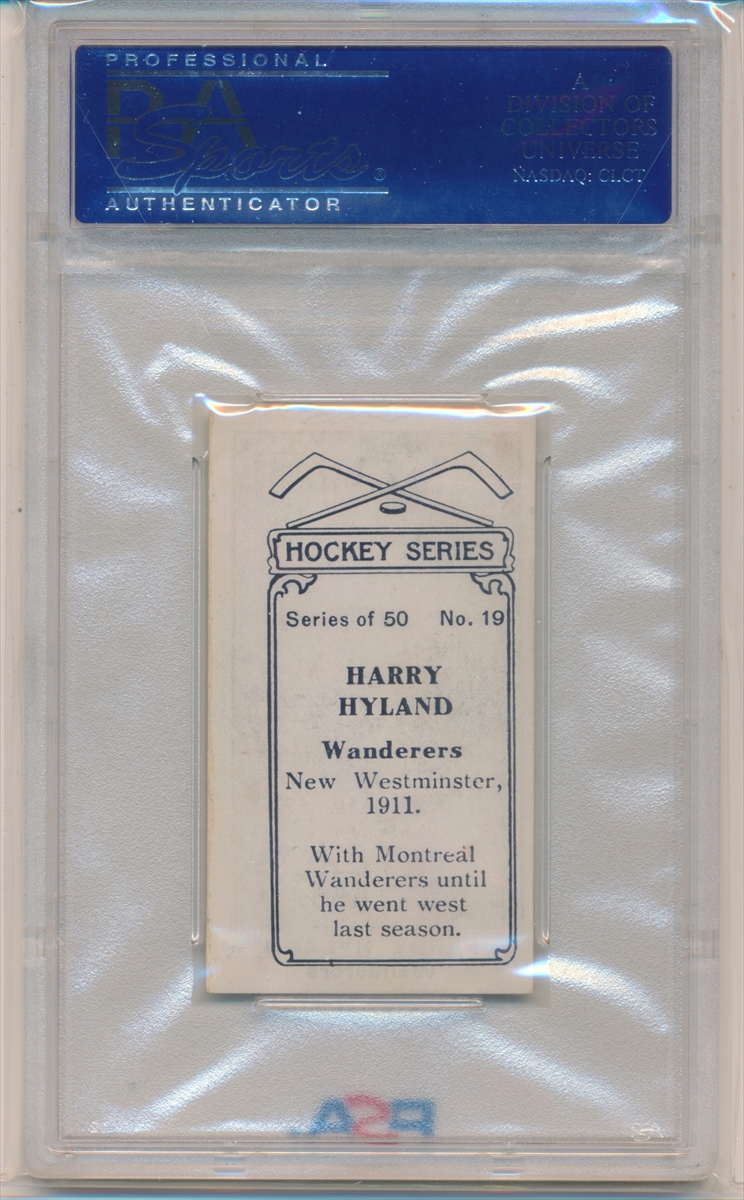 PROFESSIONAL
PSA
Sports®
AUTHENTICATOR
A
DIVISION OF
COLLECTORS
UNIVERSE
NASDAQ: CLCT
HOCKEY SERIES
Series of 50 No. 19
HARRY
HYLAND
Wanderers
New Westminster,
1911.
With Montreal
Wanderers until
he went west
last season.
PSA